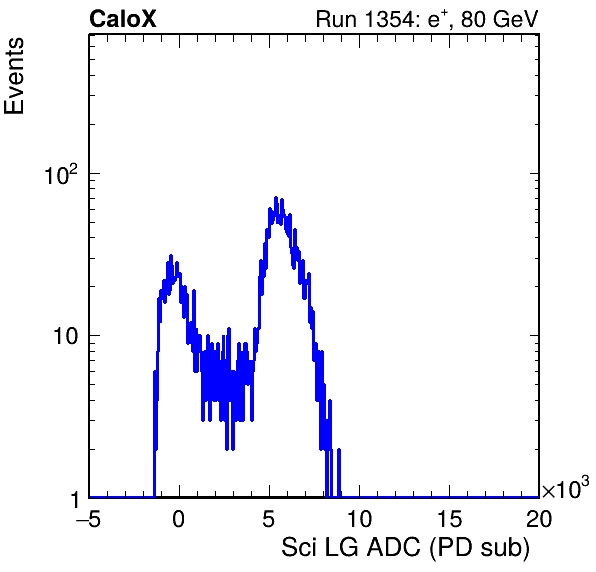 CaloX Run 1354: e⁺, 80 GeV
Events
10²
10
1
−5 0 5 10 15 20
×10³
Sci LG ADC (PD sub)